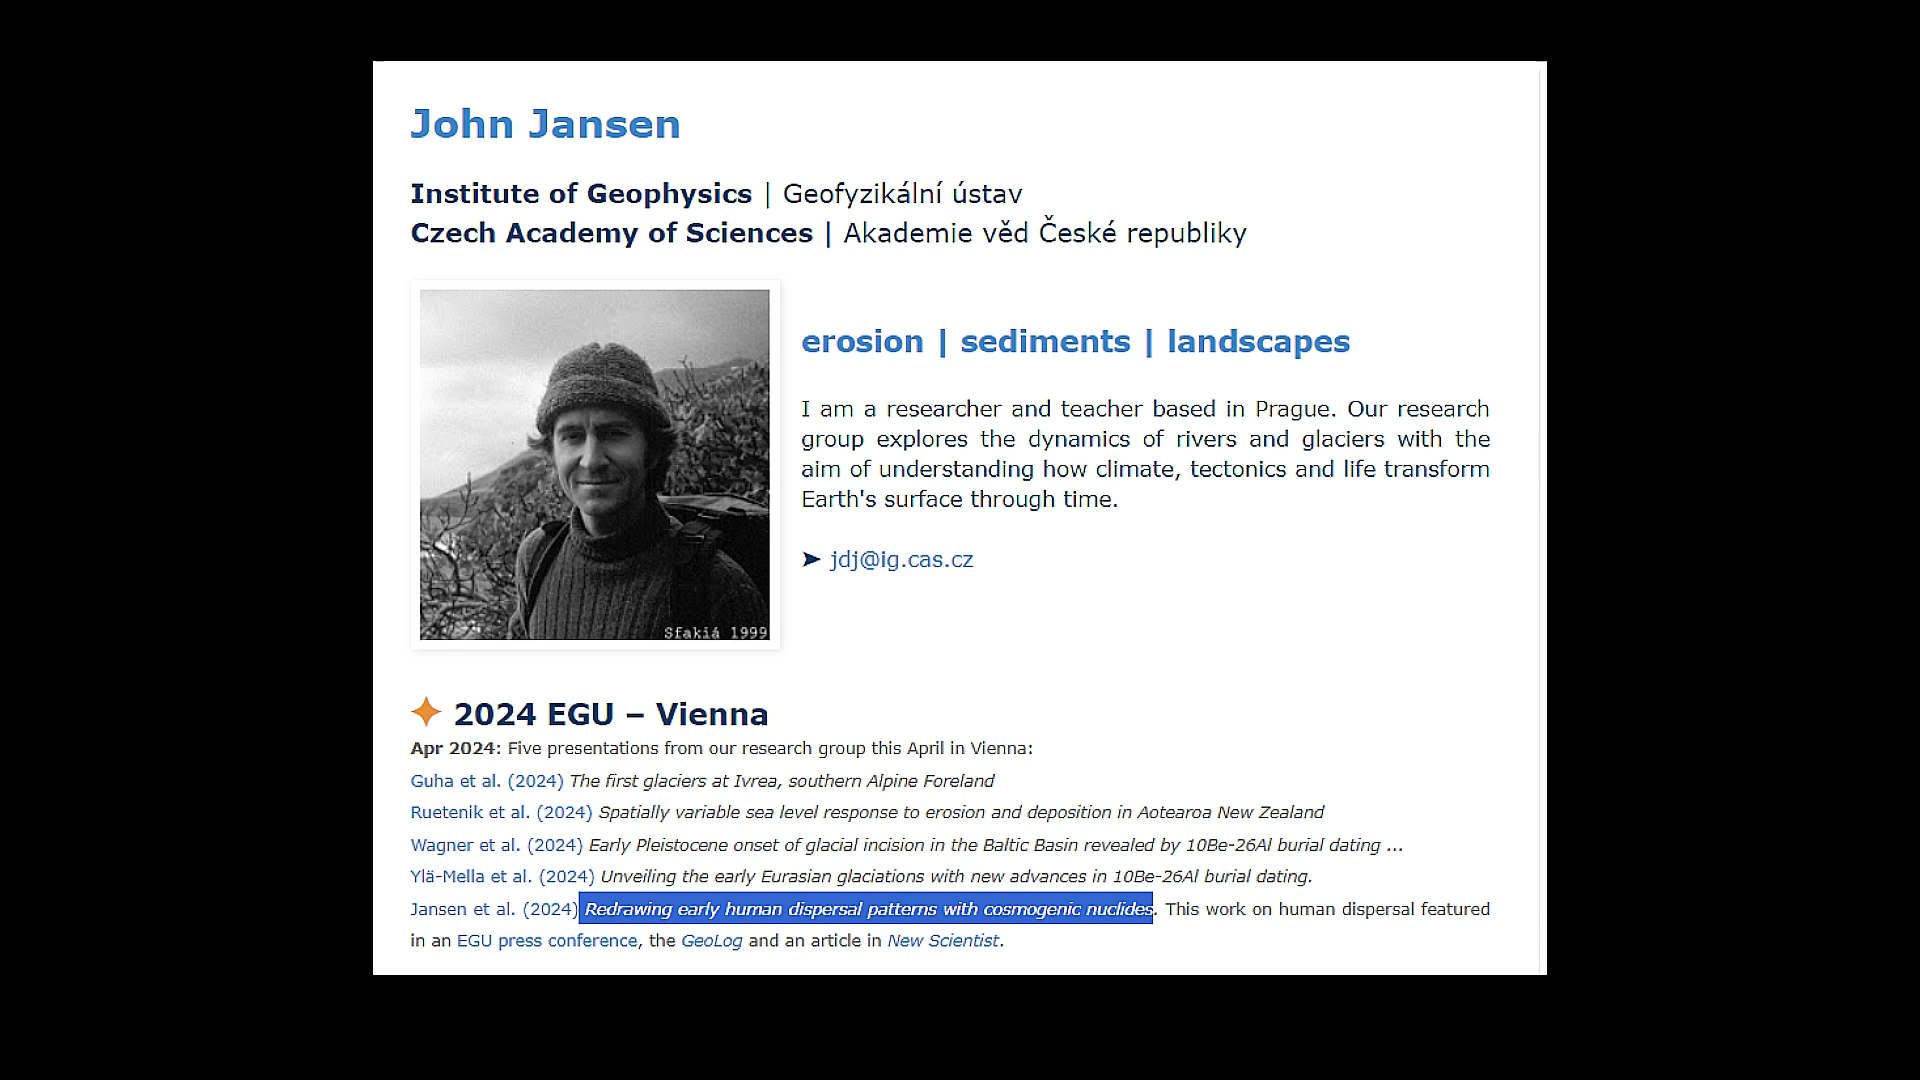 John Jansen
Institute of Geophysics | Geofyzikální ústav
Czech Academy of Sciences | Akademie věd České republiky
erosion | sediments | landscapes
I am a researcher and teacher based in Prague. Our research
group explores the dynamics of rivers and glaciers with the
aim of understanding how climate, tectonics and life transform
Earth's surface through time.
➤ jdj@ig.cas.cz
Sfakiá 1999
✦ 2024 EGU – Vienna
Apr 2024: Five presentations from our research group this April in Vienna:
Guha et al. (2024) The first glaciers at Ivrea, southern Alpine Foreland
Ruetenik et al. (2024) Spatially variable sea level response to erosion and deposition in Aotearoa New Zealand
Wagner et al. (2024) Early Pleistocene onset of glacial incision in the Baltic Basin revealed by 10Be-26Al burial dating ...
Ylä-Mella et al. (2024) Unveiling the early Eurasian glaciations with new advances in 10Be-26Al burial dating.
Jansen et al. (2024) Redrawing early human dispersal patterns with cosmogenic nuclides. This work on human dispersal featured
in an EGU press conference, the GeoLog and an article in New Scientist.